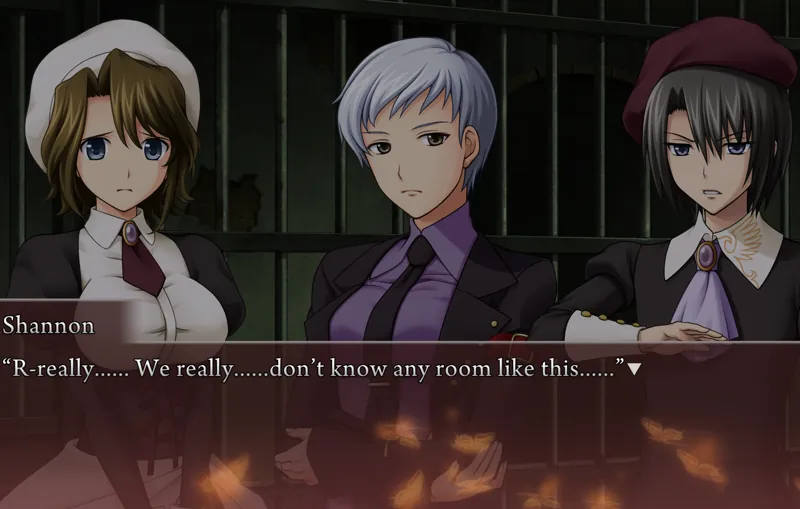 Shannon
“R-really...... We really......don’t know any room like this......”▼